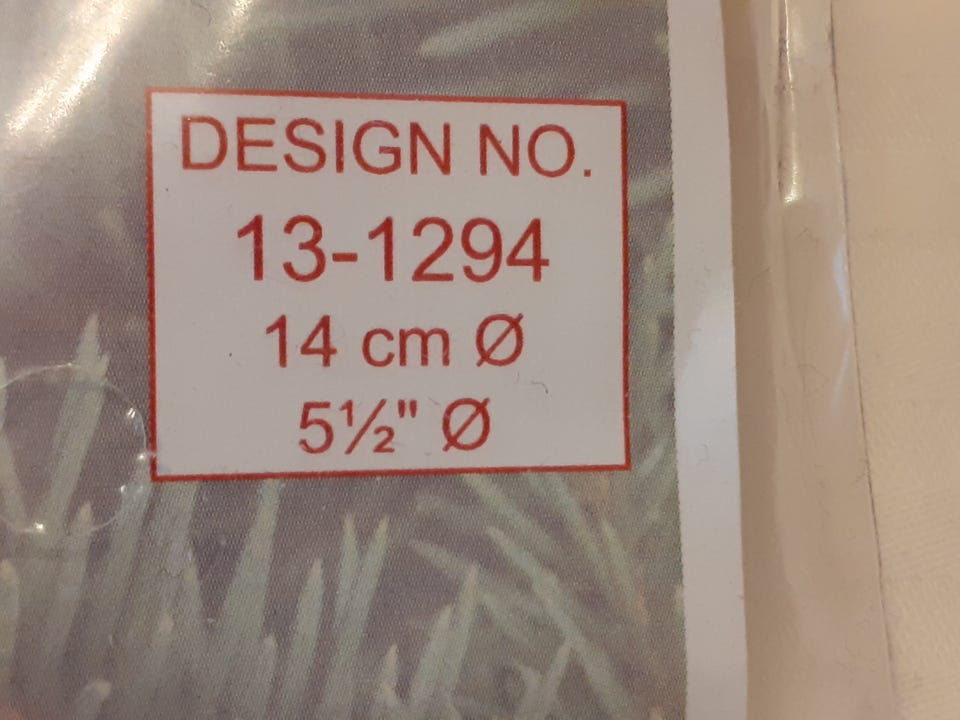 DESIGN NO.
13-1294
14 cm Ø
5½" Ø